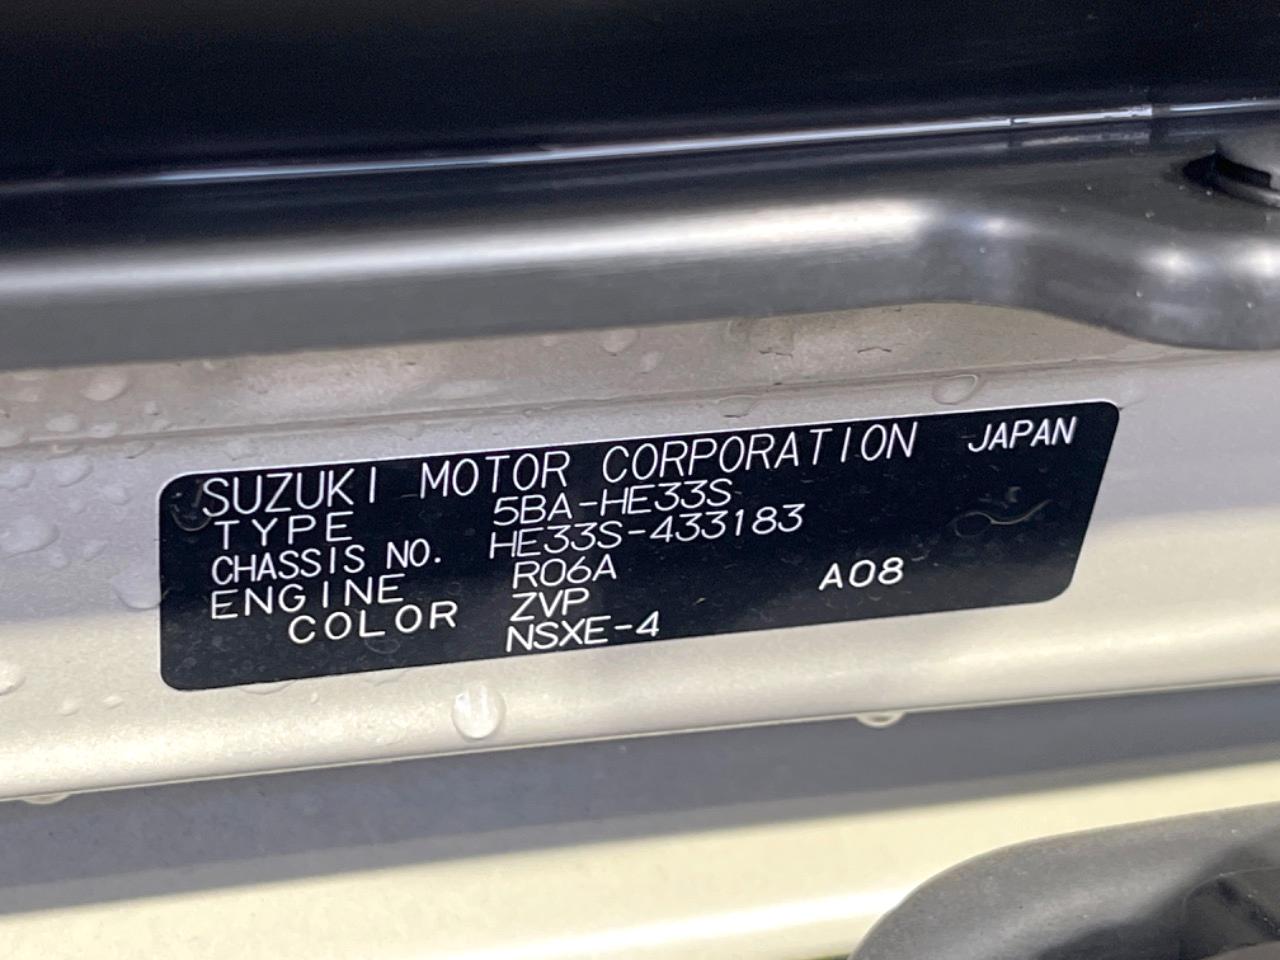 SUZUKI MOTOR CORPORATION JAPAN
TYPE 5BA-HE33S
CHASSIS NO. HE33S-433183
ENGINE R06A
COLOR ZVP A08
NSXE-4